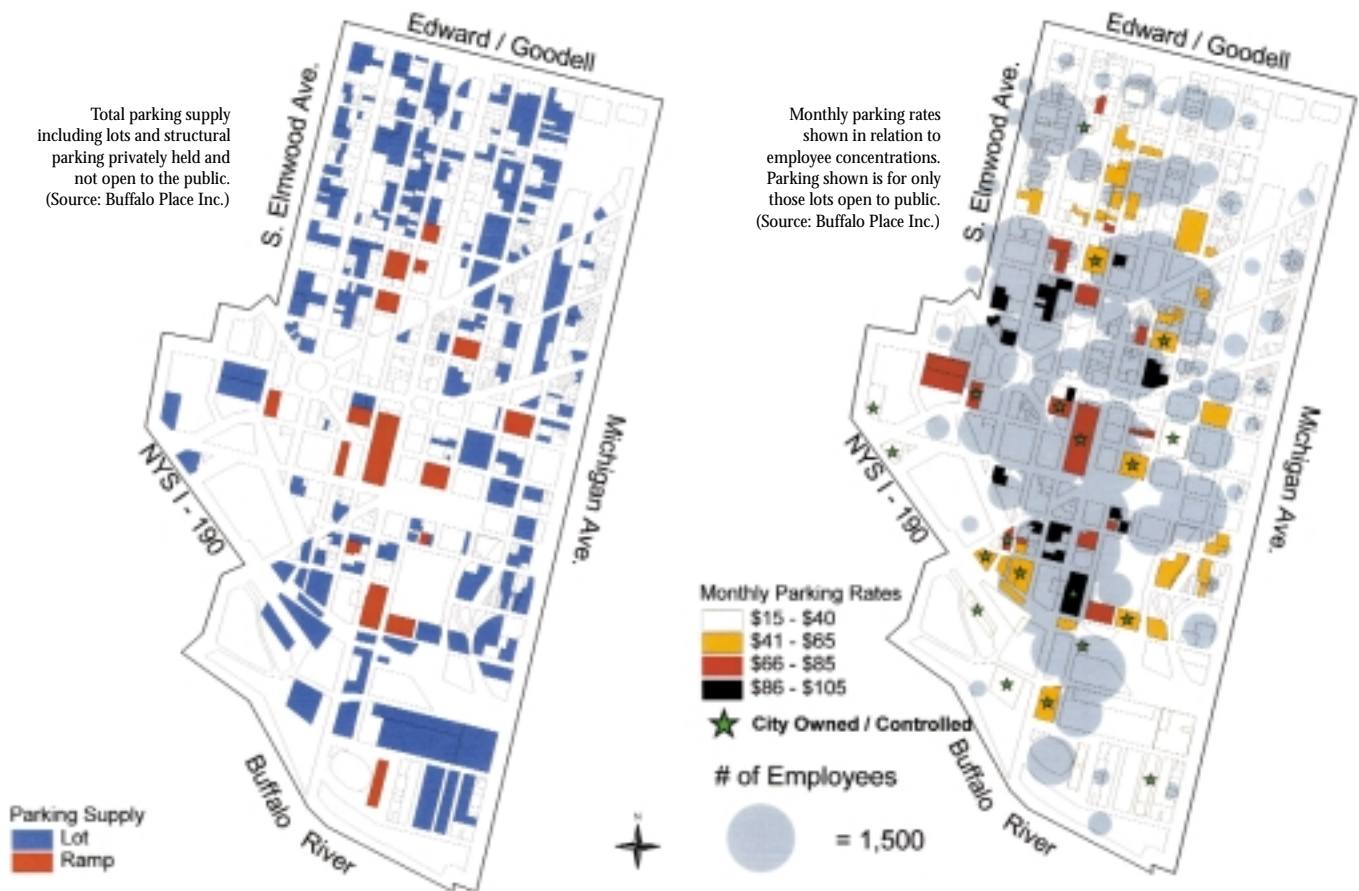 Total parking supply
including lots and structural
parking privately held and
not open to the public.
(Source: Buffalo Place Inc.)
Edward / Goodell
S. Elmwood Ave.
NYS I - 190
Michigan Ave.
Buffalo
River
Parking Supply
Lot
Ramp
N
Monthly parking rates
shown in relation to
employee concentrations.
Parking shown is for only
those lots open to public.
(Source: Buffalo Place Inc.)
Edward / Goodell
S. Elmwood Ave.
NYS I - 190
Michigan Ave.
Buffalo
River
Monthly Parking Rates
$15 - $40
$41 - $65
$66 - $85
$86 - $105
City Owned / Controlled
# of Employees
= 1,500